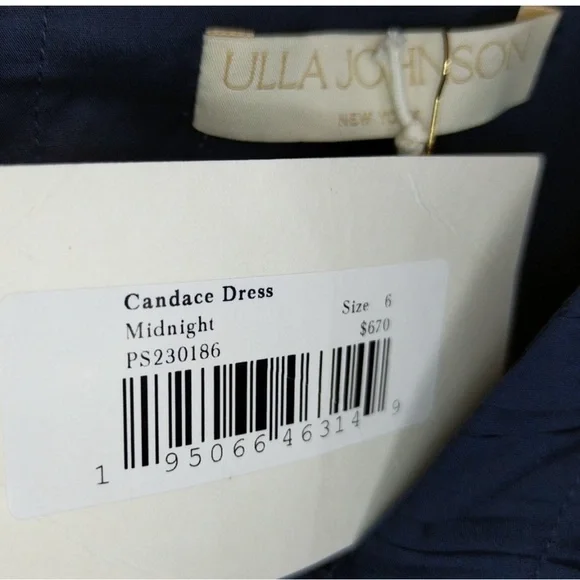 ULLA JOHNSON
NEW YORK
Candace Dress
Size 6
Midnight
$670
PS230186
1 95066 46314 9